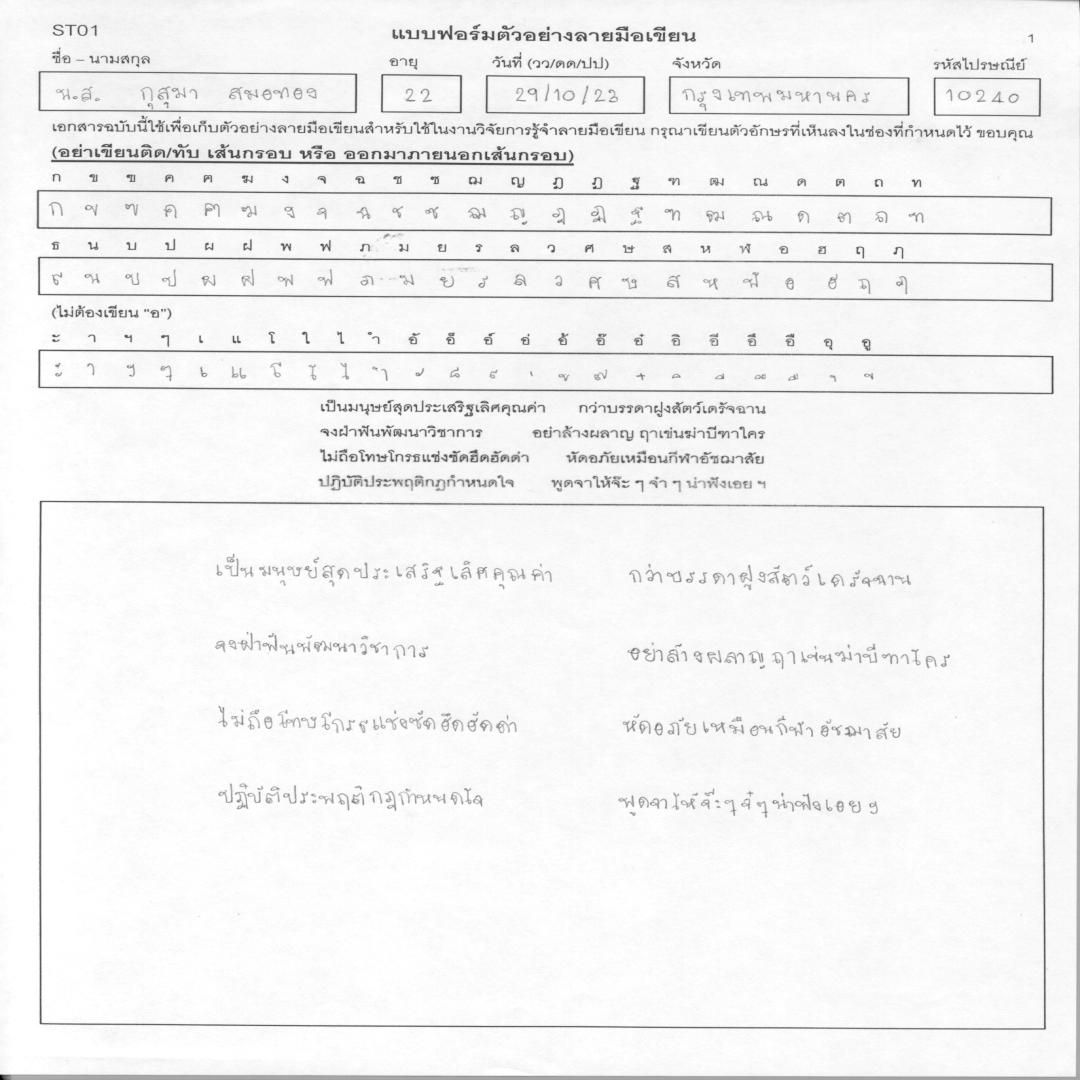 ST01 แบบฟอร์มตัวอย่างลายมือเขียน 1
ชื่อ – นามสกุล อายุ วันที่ (วว/ดด/ปป) จังหวัด รหัสไปรษณีย์
น.ส. กุสุมา สมอทอง 22 29/10/23 กรุงเทพมหานคร 10240
เอกสารฉบับนี้ใช้เพื่อเก็บตัวอย่างลายมือเขียนสำหรับใช้ในงานวิจัยการรู้จำลายมือเขียน กรุณาเขียนตัวอักษรที่เห็นลงในช่องที่กำหนดไว้ ขอบคุณ
(อย่าเขียนติด/ทับ เส้นกรอบ หรือ ออกมาภายนอกเส้นกรอบ)
ก ข ฃ ค ฅ ฆ ง จ ฉ ช ซ ฌ ญ ฎ ฏ ฐ ฑ ฒ ณ ด ต ถ ท
ก ข ฃ ค ฅ ฆ ง จ ฉ ช ซ ฌ ญ ฎ ฏ ฐ ฑ ฒ ณ ด ต ถ ท
ธ น บ ป ผ ฝ พ ฟ ภ ม ย ร ล ว ศ ษ ส ห ฬ อ ฮ ฤ ฦ
ธ น บ ป ผ ฝ พ ฟ ภ ม ย ร ล ว ศ ษ ส ห ฬ อ ฮ ฤ ฦ
(ไม่ต้องเขียน "อ")
ะ า ฯ ๆ เ แ โ ใ ไ ำ อั อ็ อ์ อ่ อ้ อ๊ อ๋ อิ อี อึ อื อุ อู
ะ า ฯ ๆ เ แ โ ใ ไ ำ ั ็ ์ ่ ้ ๊ ๋ ิ ี ึ ื ุ ู
เป็นมนุษย์สุดประเสริฐเลิศคุณค่า กว่าบรรดาฝูงสัตว์เดรัจฉาน
จงฝ่าฟันพัฒนาวิชาการ อย่าล้างผลาญ ฤาเข่นฆ่าบีฑาใคร
ไม่ถือโทษโกรธแช่งซัดฮึดฮัดด่า หัดอภัยเหมือนกีฬาอัชฌาสัย
ปฏิบัติประพฤติกฎกำหนดใจ พูดจาให้จ๊ะ ๆ จ๋า ๆ น่าฟังเอย ฯ
เป็นมนุษย์สุดประเสริฐเลิศคุณค่า กว่าบรรดาฝูงสัตว์เดรัจฉาน
จงฝ่าฟันพัฒนาวิชาการ อย่าล้างผลาญ ฤาเข่นฆ่าบีฑาใคร
ไม่ถือโทษโกรธแช่งซัดฮึดฮัดด่า หัดอภัยเหมือนกีฬาอัชฌาสัย
ปฏิบัติประพฤติกฎกำหนดใจ พูดจาให้จ๊ะๆ จ๋ๆ น่าฟังเอย ฯ